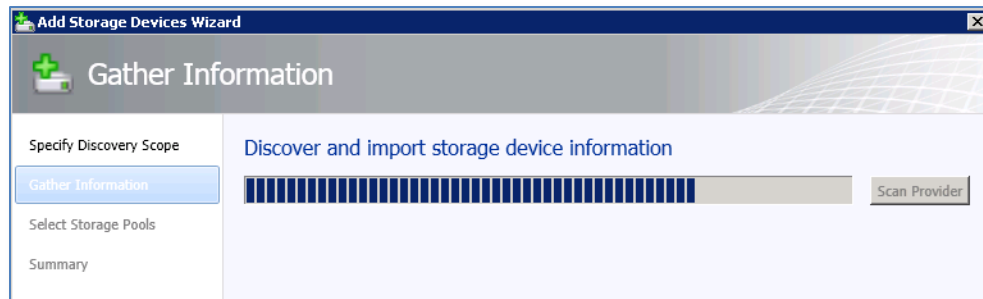 Add Storage Devices Wizard
Gather Information
Specify Discovery Scope
Gather Information
Select Storage Pools
Summary
Discover and import storage device information
Scan Provider